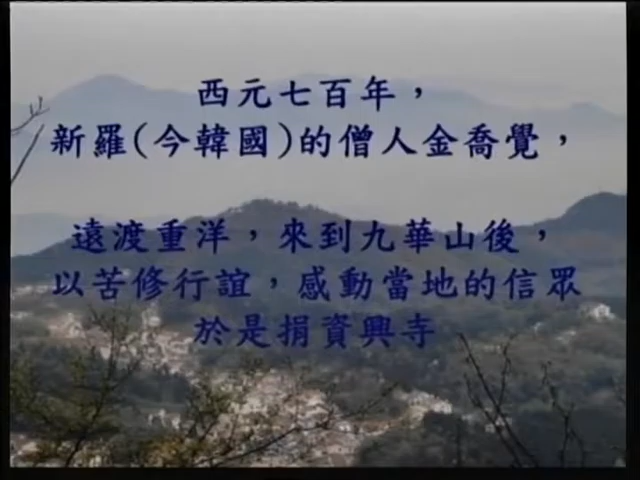 西元七百年，
新羅(今韓國)的僧人金喬覺，
遠渡重洋，來到九華山後，
以苦修行誼，感動當地的信眾
於是捐資興寺